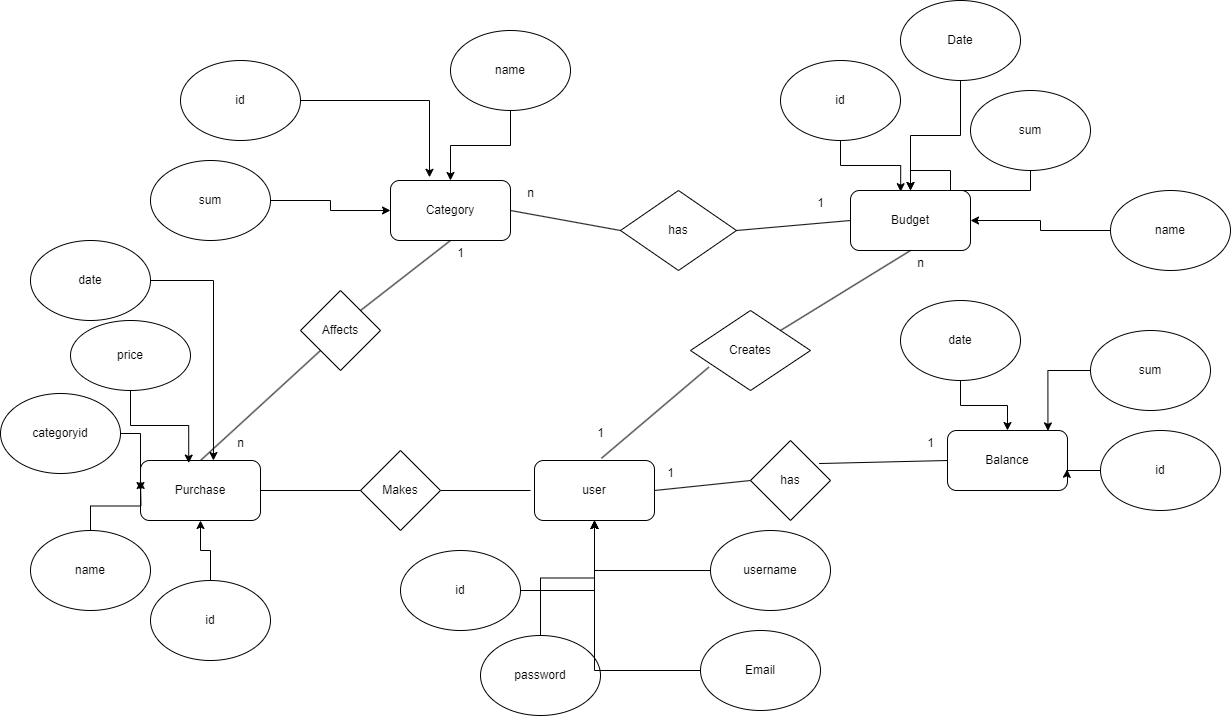 Date
name
id
id
sum
n
sum
1
Category
has
Budget
name
1
n
date
Affects
date
Creates
price
sum
categoryid
1
n
1
Balance
1
id
has
Purchase
Makes
user
name
username
id
id
password
Email